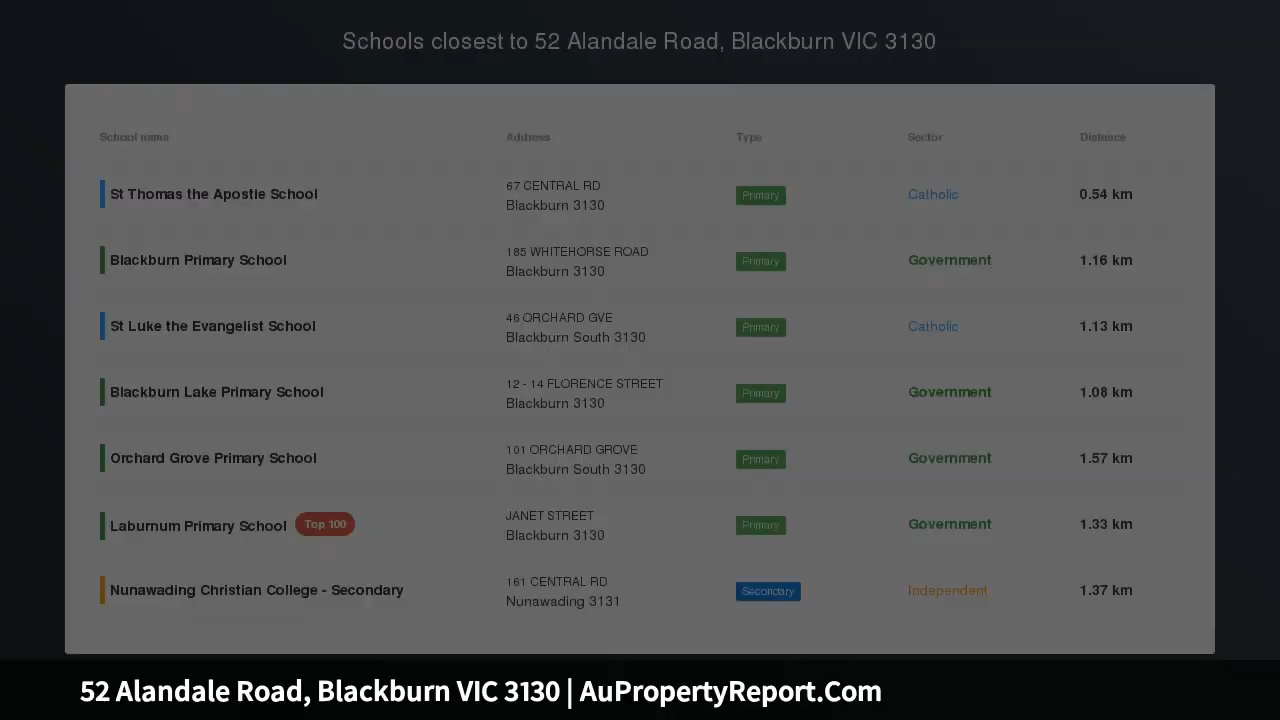 Schools closest to 52 Alandale Road, Blackburn VIC 3130
School name Address Type Sector Distance
St Thomas the Apostle School 67 CENTRAL RD Blackburn 3130 Primary Catholic 0.54 km
Blackburn Primary School 185 WHITEHORSE ROAD Blackburn 3130 Primary Government 1.16 km
St Luke the Evangelist School 46 ORCHARD GVE Blackburn South 3130 Primary Catholic 1.13 km
Blackburn Lake Primary School 12 - 14 FLORENCE STREET Blackburn 3130 Primary Government 1.08 km
Orchard Grove Primary School 101 ORCHARD GROVE Blackburn South 3130 Primary Government 1.57 km
Laburnum Primary School Top 100 JANET STREET Blackburn 3130 Primary Government 1.33 km
Nunawading Christian College - Secondary 161 CENTRAL RD Nunawading 3131 Secondary Independent 1.37 km
52 Alandale Road, Blackburn VIC 3130 | AuPropertyReport.Com